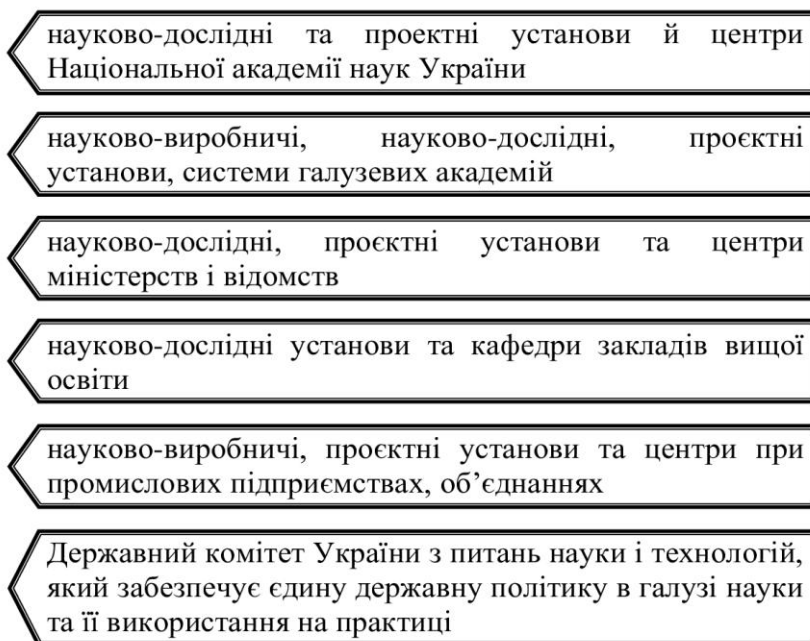 науково-дослідні та проектні установи й центри
Національної академії наук України
науково-виробничі, науково-дослідні, проєктні
установи, системи галузевих академій
науково-дослідні, проєктні установи та центри
міністерств і відомств
науково-дослідні установи та кафедри закладів вищої
освіти
науково-виробничі, проєктні установи та центри при
промислових підприємствах, об’єднаннях
Державний комітет України з питань науки і технологій,
який забезпечує єдину державну політику в галузі науки
та її використання на практиці